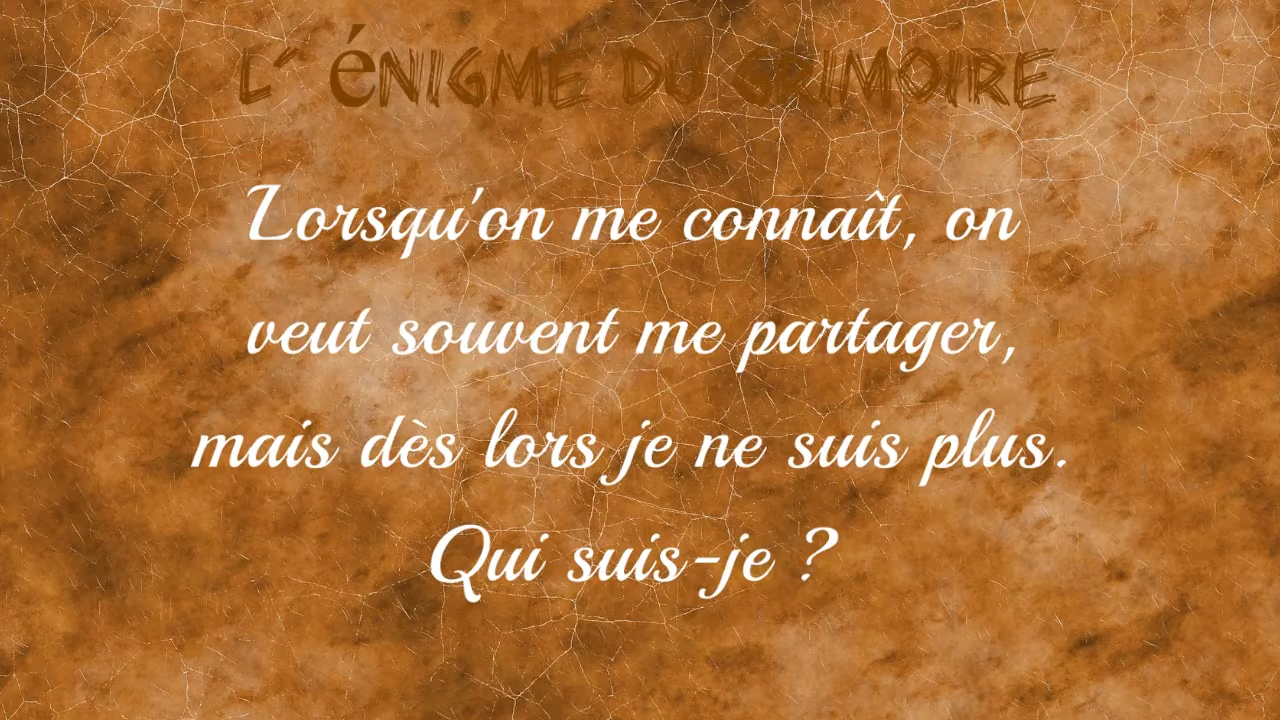 L' éNIGME DU GRIMOIRE
Lorsqu'on me connaît, on
veut souvent me partager,
mais dès lors je ne suis plus.
Qui suis-je ?